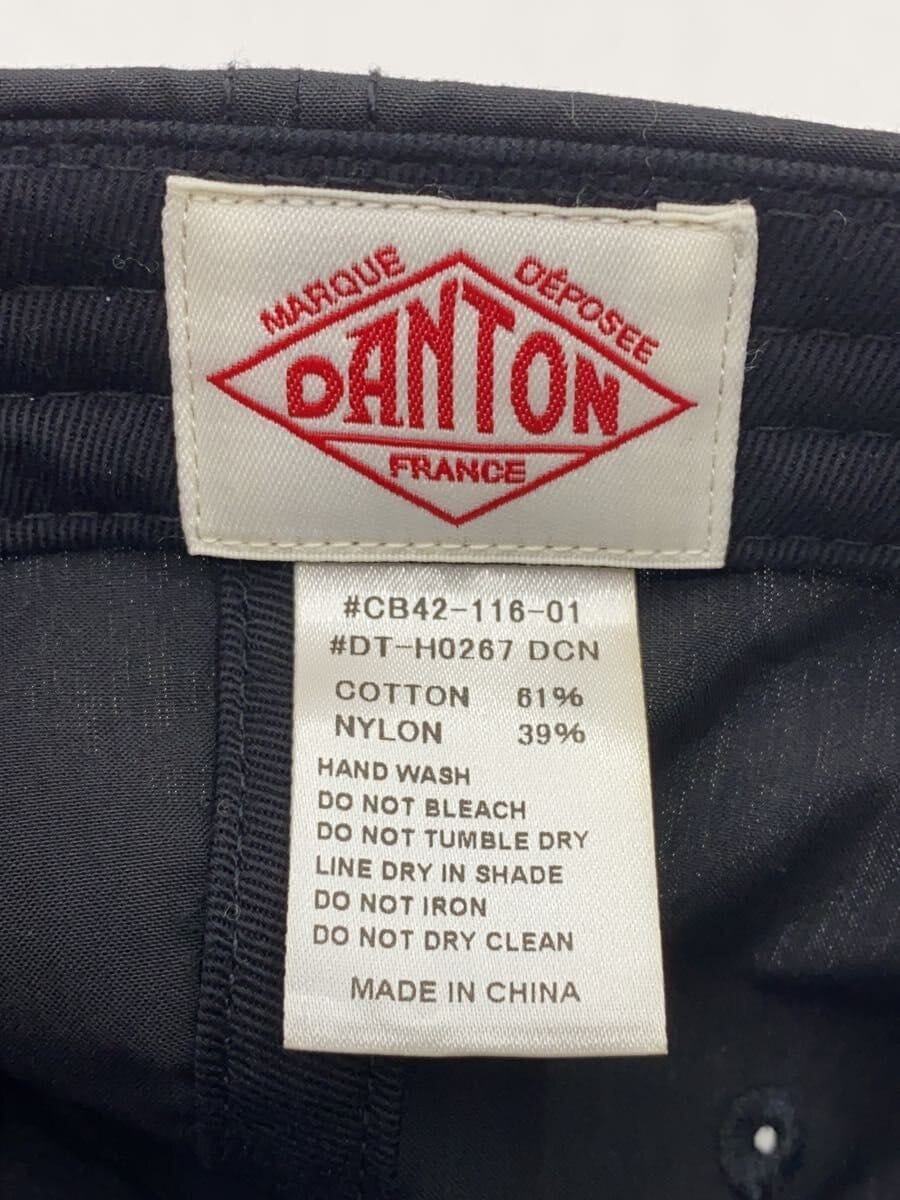 MARQUE DÉPOSEE
DANTON
FRANCE
#CB42-116-01
#DT-H0267 DCN
COTTON 61%
NYLON 39%
HAND WASH
DO NOT BLEACH
DO NOT TUMBLE DRY
LINE DRY IN SHADE
DO NOT IRON
DO NOT DRY CLEAN
MADE IN CHINA